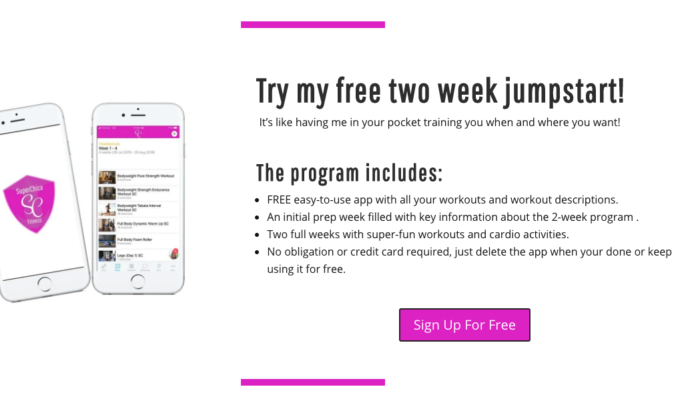 Try my free two week jumpstart!
It's like having me in your pocket training you when and where you want!
The program includes:
FREE easy-to-use app with all your workouts and workout descriptions.
An initial prep week filled with key information about the 2-week program .
Two full weeks with super-fun workouts and cardio activities.
No obligation or credit card required, just delete the app when your done or keep
using it for free.
Sign Up For Free
SuperChica
SC
Fitness
Week 1 - 4
Bodyweight Pure Strength Workout
Bodyweight Strength Endurance
Workout SC
Bodyweight Tabata Interval
Workout SC
Full Body Dynamic Warm Up SC
Full Body Foam Roller
Legs (Day 1) SC